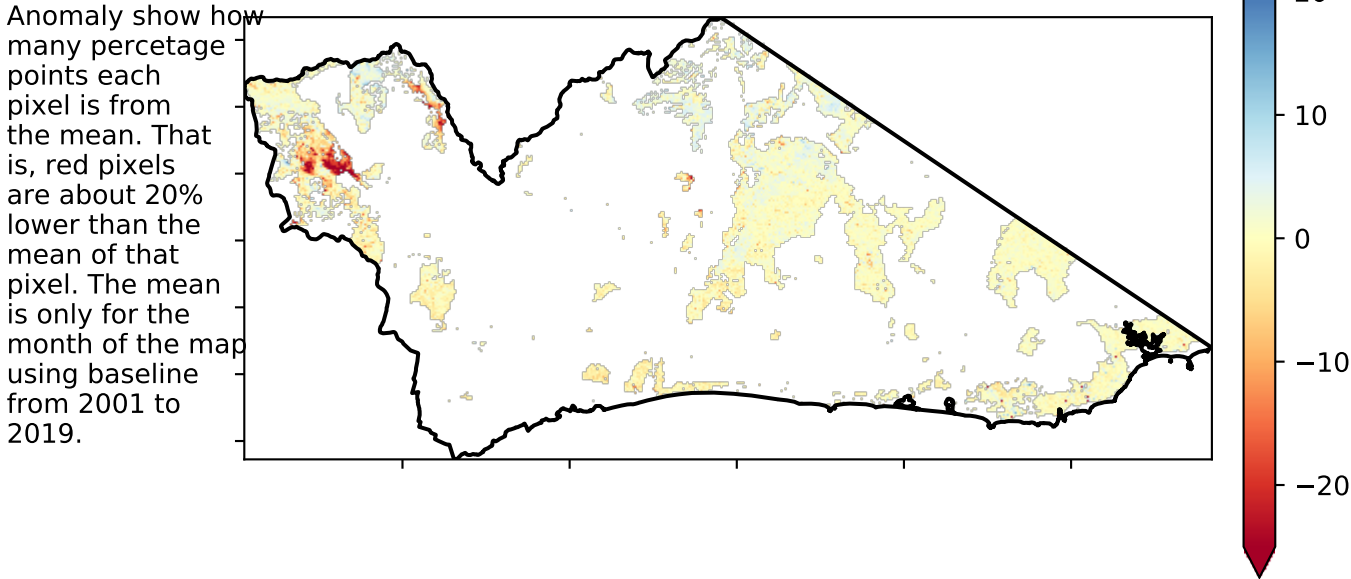 Anomaly show how
many percetage
points each
pixel is from
the mean. That
is, red pixels
are about 20%
lower than the
mean of that
pixel. The mean
is only for the
month of the map
using baseline
from 2001 to
2019.
10
0
−10
−20